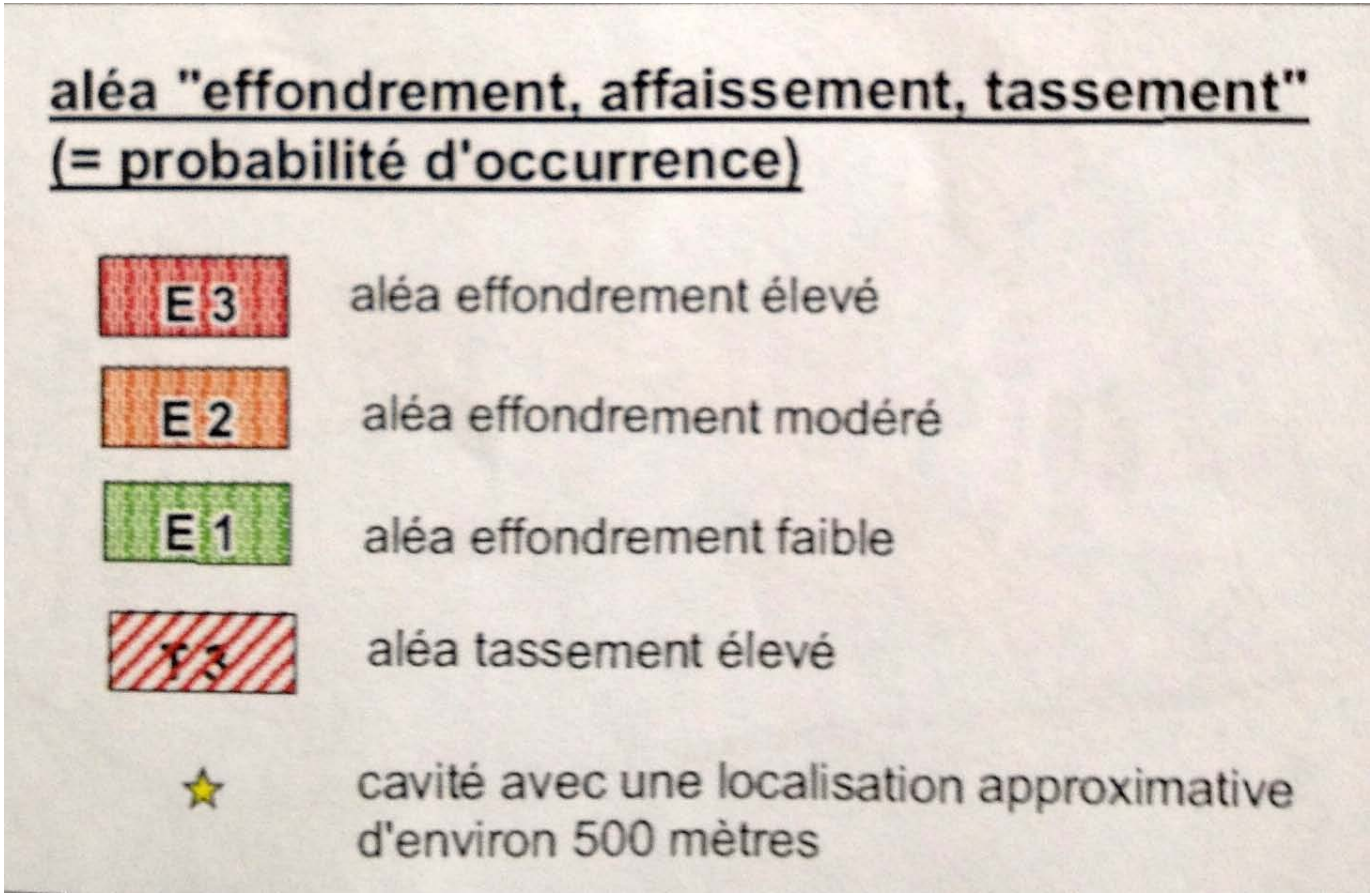 aléa "effondrement, affaissement, tassement"
(= probabilité d'occurrence)
E 3 aléa effondrement élevé
E 2 aléa effondrement modéré
E 1 aléa effondrement faible
T 3 aléa tassement élevé
cavité avec une localisation approximative
d'environ 500 mètres